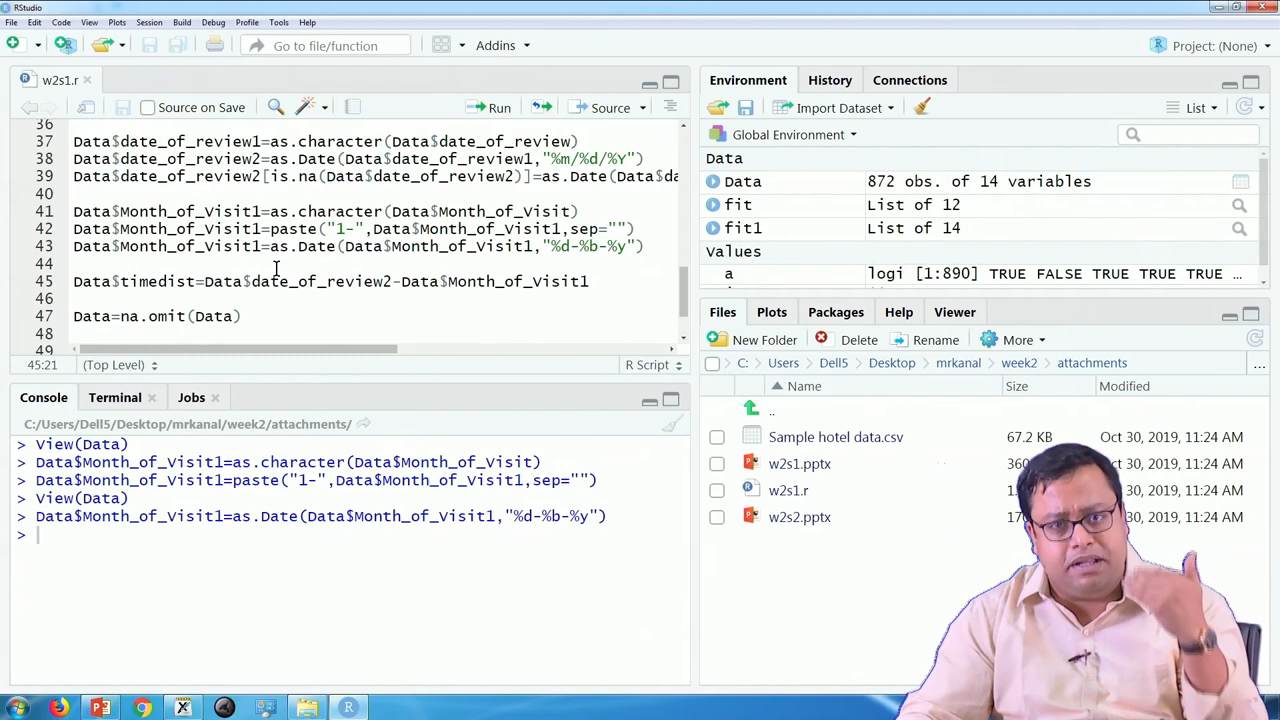 RStudio
File Edit Code View Plots Session Build Debug Profile Tools Help
Go to file/function Addins Project: (None)
w2s1.r
Source on Save Run Source
36
37 Data$date_of_review1=as.character(Data$date_of_review)
38 Data$date_of_review2=as.Date(Data$date_of_review1,"%m/%d/%Y")
39 Data$date_of_review2[is.na(Data$date_of_review2)]=as.Date(Data$da
40
41 Data$Month_of_Visit1=as.character(Data$Month_of_Visit)
42 Data$Month_of_Visit1=paste("1-",Data$Month_of_Visit1,sep="")
43 Data$Month_of_Visit1=as.Date(Data$Month_of_Visit1,"%d-%b-%y")
44
45 Data$timedist=Data$date_of_review2-Data$Month_of_Visit1
46
47 Data=na.omit(Data)
48
49
45:21 (Top Level) R Script
Console Terminal Jobs
C:/Users/Dell5/Desktop/mrkanal/week2/attachments/
> View(Data)
> Data$Month_of_Visit1=as.character(Data$Month_of_Visit)
> Data$Month_of_Visit1=paste("1-",Data$Month_of_Visit1,sep="")
> View(Data)
> Data$Month_of_Visit1=as.Date(Data$Month_of_Visit1,"%d-%b-%y")
>
Environment History Connections
Import Dataset List
Global Environment
Data
Data 872 obs. of 14 variables
fit List of 12
fit1 List of 14
Values
a logi [1:890] TRUE FALSE TRUE TRUE TRUE ...
Files Plots Packages Help Viewer
New Folder Delete Rename More
C: Users Dell5 Desktop mrkanal week2 attachments ...
Name Size Modified
..
Sample hotel data.csv 67.2 KB Oct 30, 2019, 11:24 AM
w2s1.pptx 360 Oct 30, 2019, 11:24 AM
w2s1.r Oct 30, 2019, 11:24 AM
w2s2.pptx Oct 30, 2019, 11:24 AM